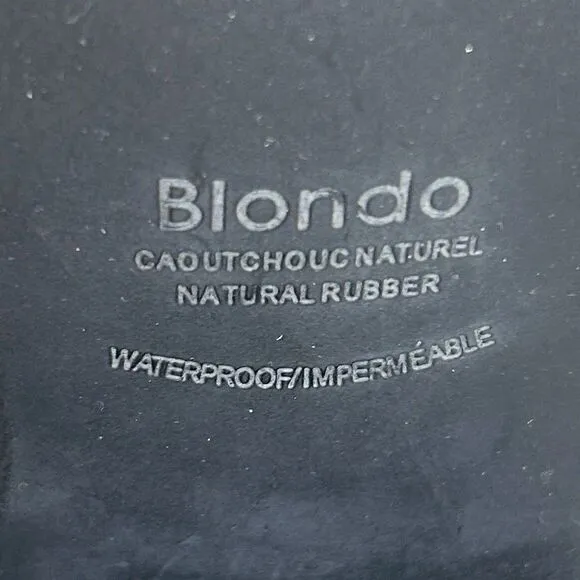 Blondo
CAOUTCHOUC NATUREL
NATURAL RUBBER
WATERPROOF/IMPERMÉABLE